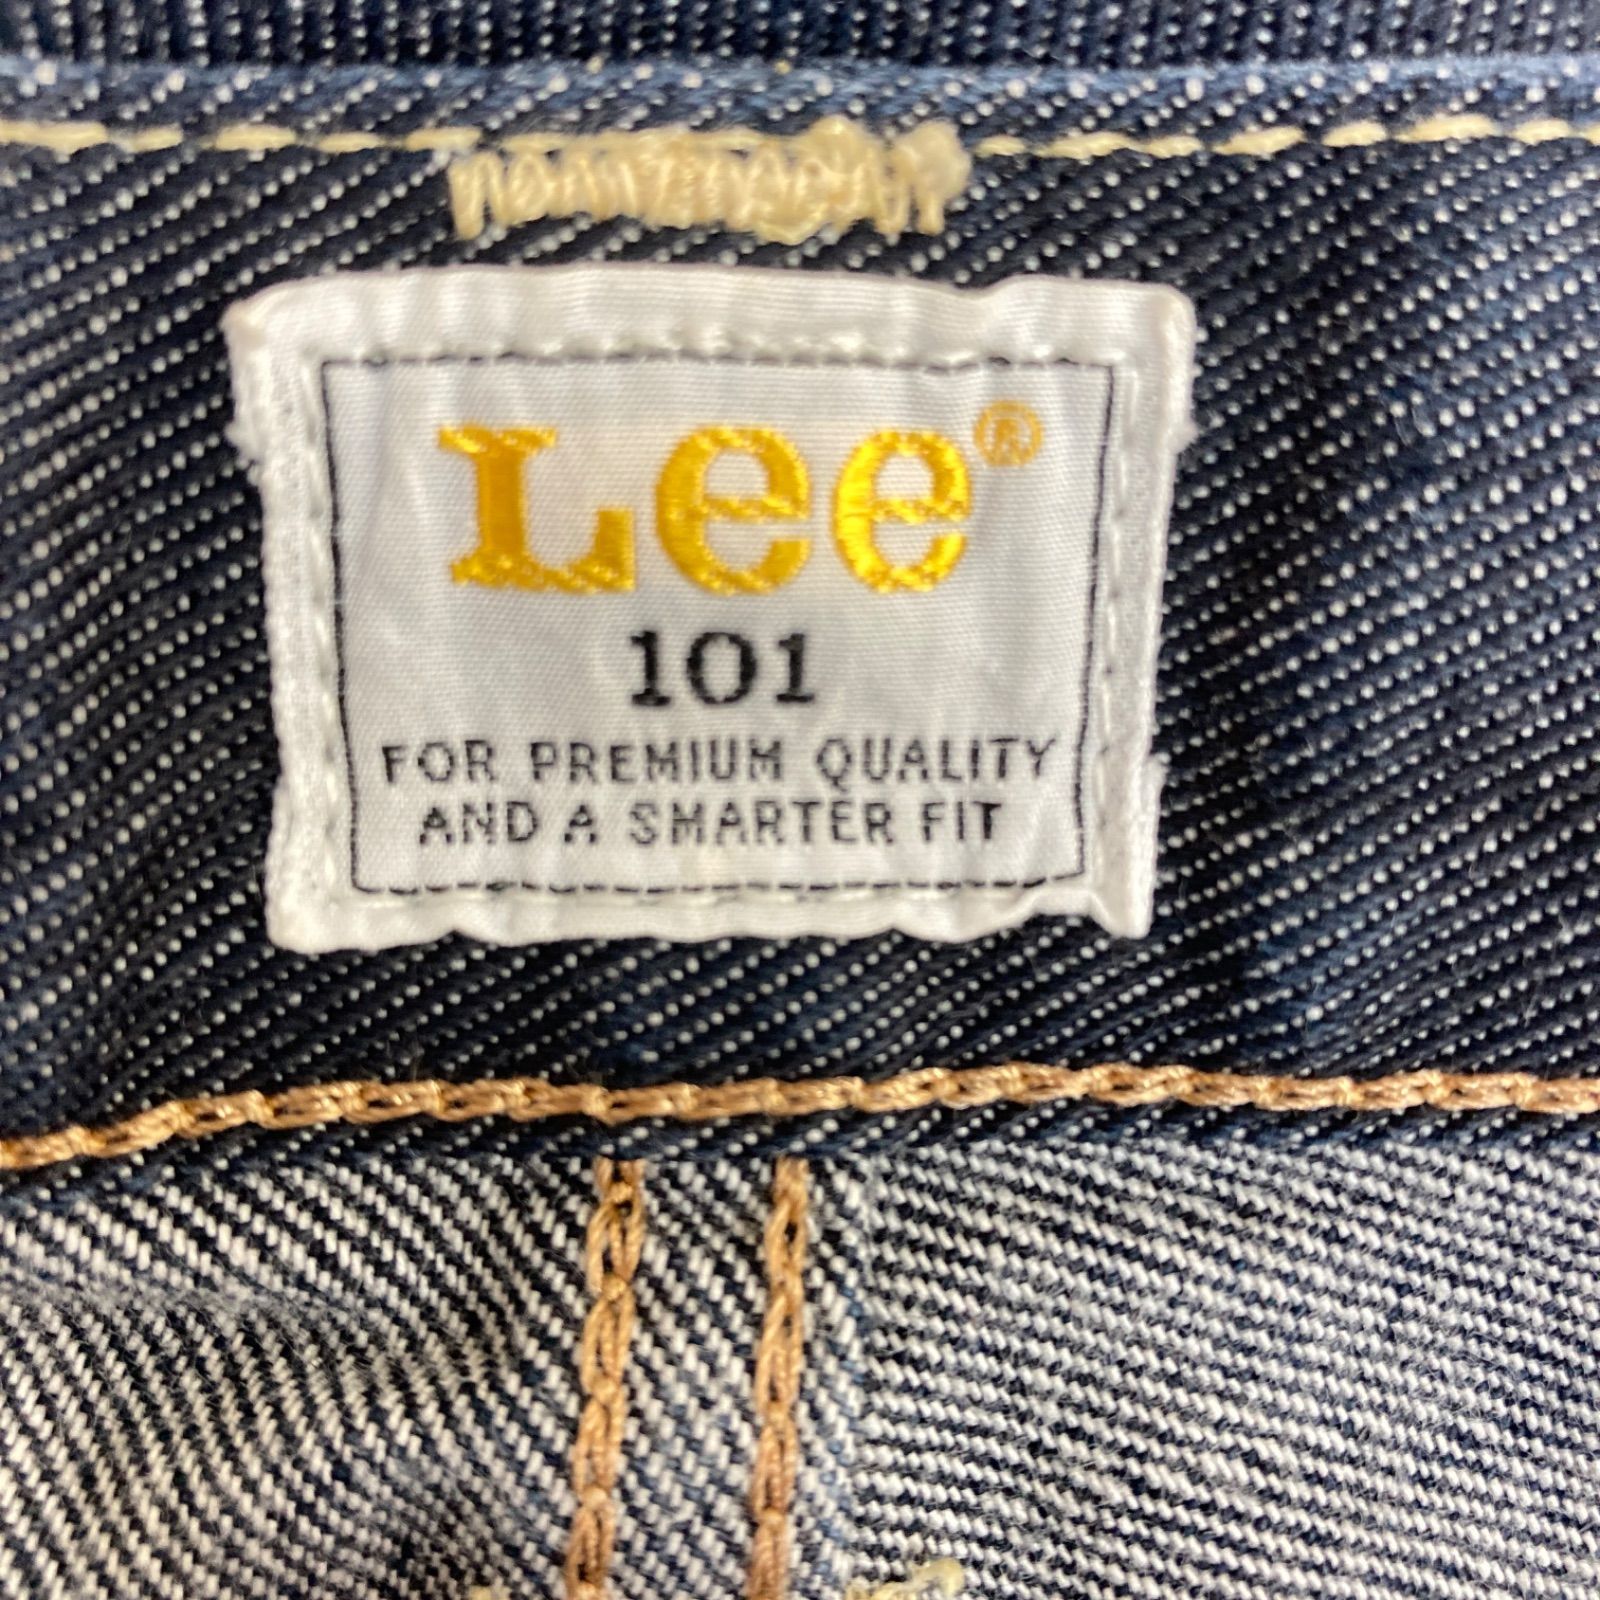 Lee®
101
FOR PREMIUM QUALITY
AND A SMARTER FIT